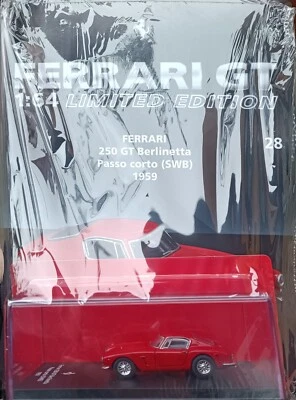 FERRARI GT
1:64 LIMITED EDITION
28
FERRARI
250 GT Berlinetta
Passo corto (SWB)
1959